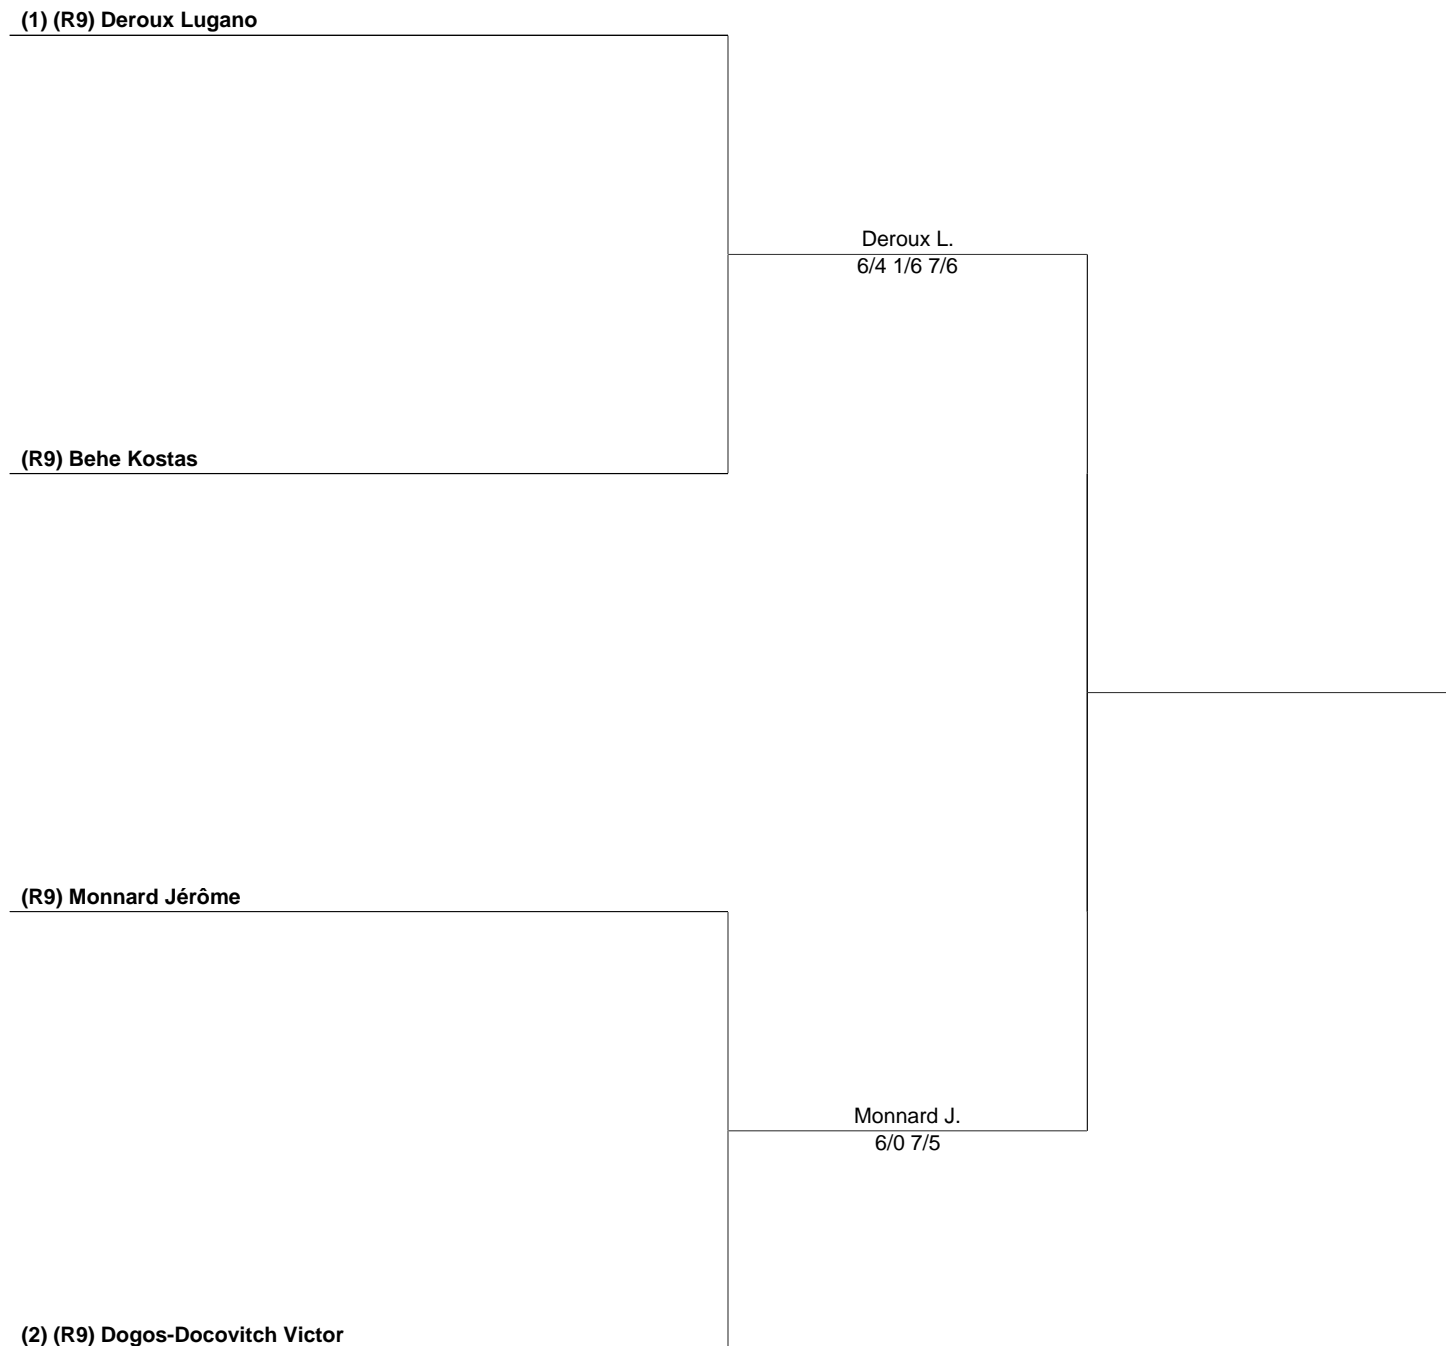 (1) (R9) Deroux Lugano
Deroux L.
6/4 1/6 7/6
(R9) Behe Kostas
(R9) Monnard Jérôme
Monnard J.
6/0 7/5
(2) (R9) Dogos-Docovitch Victor